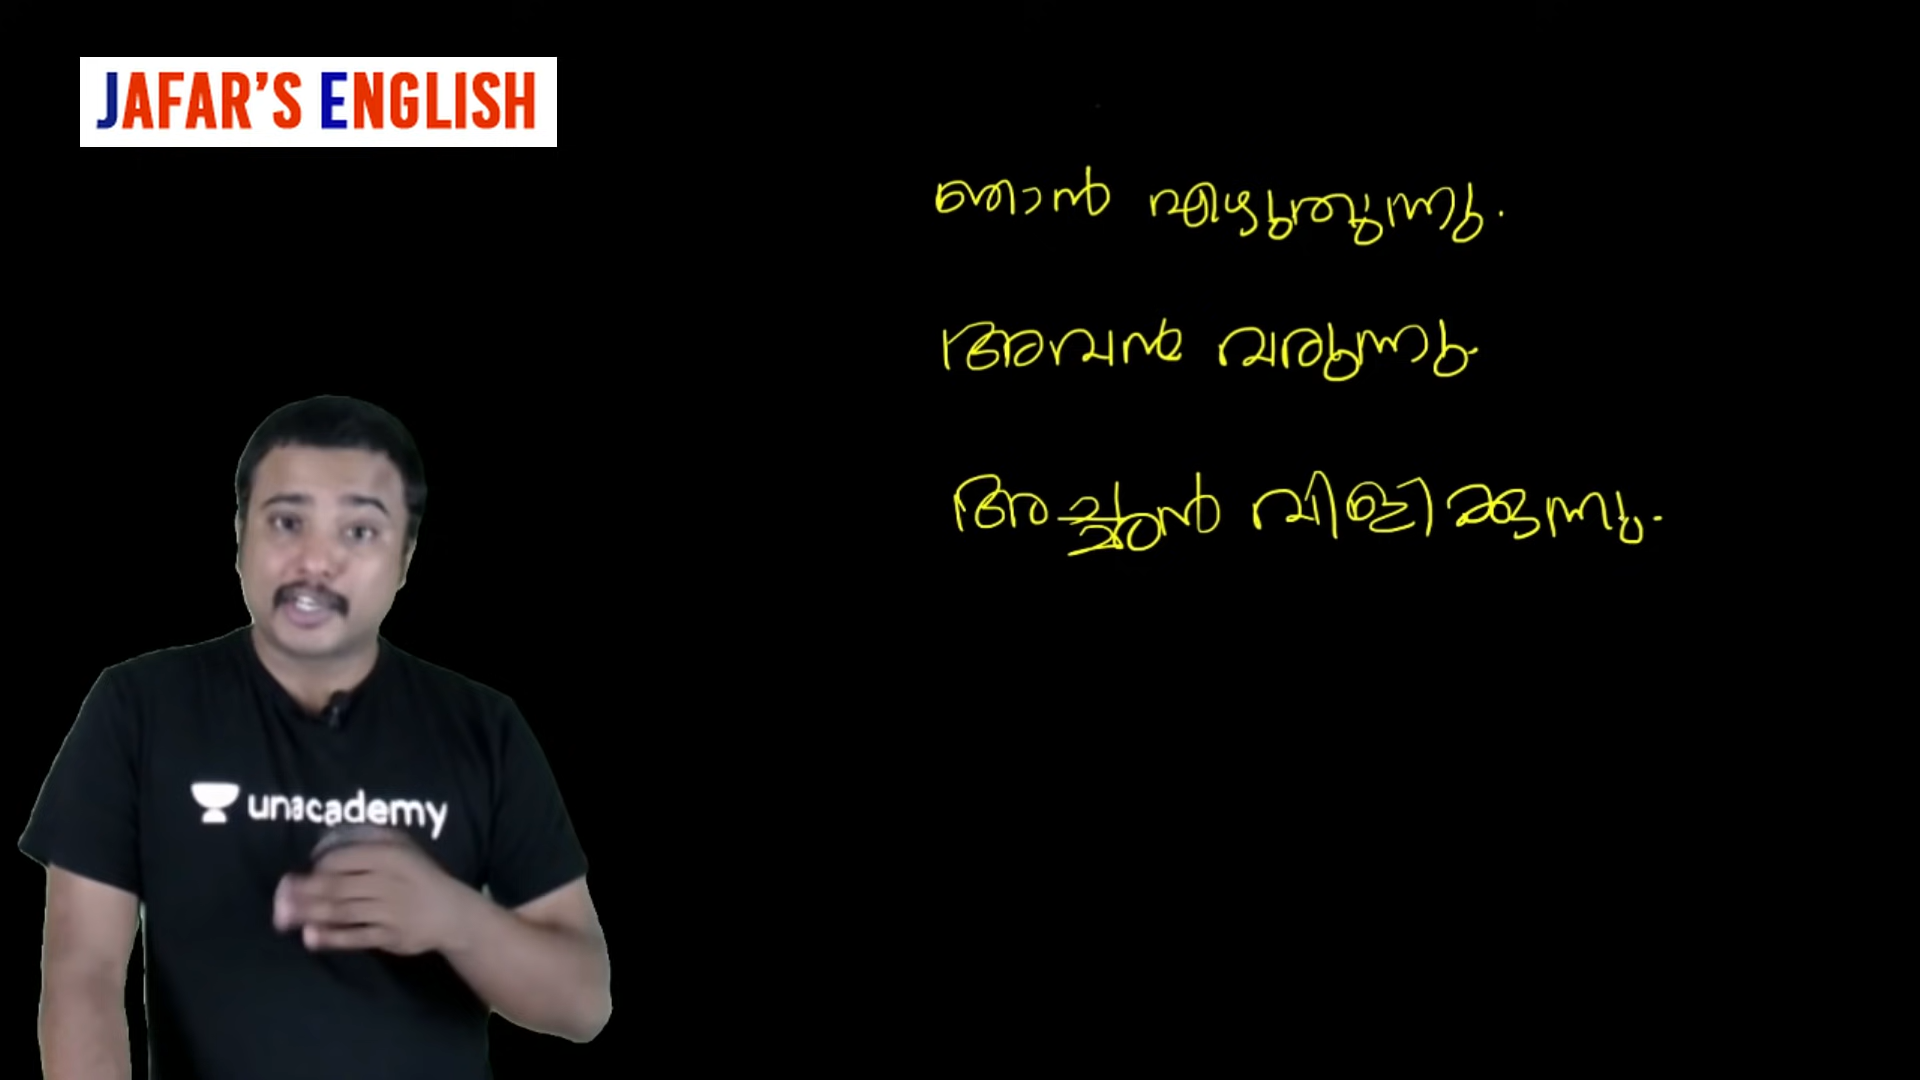 JAFAR'S ENGLISH
ഞാൻ എഴുതുന്നു.
അവൻ വരുന്നു.
അച്ഛൻ വിളിക്കുന്നു.
unacademy